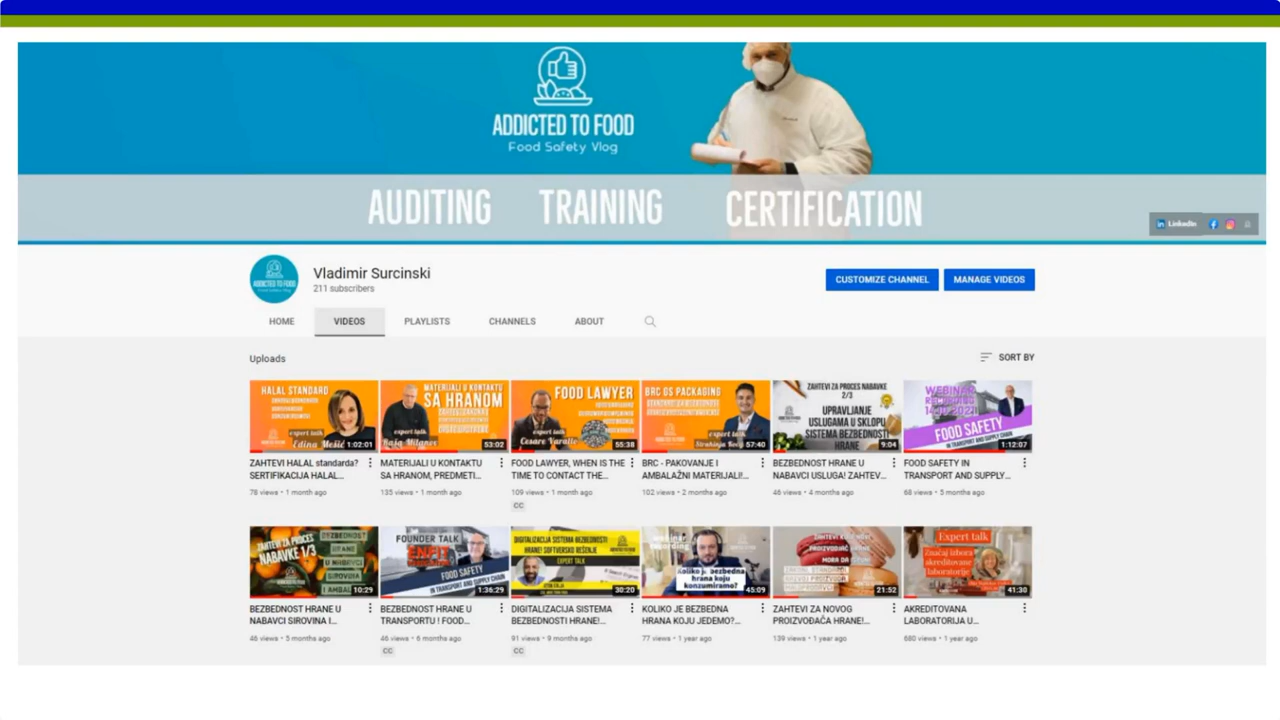 ADDICTED TO FOOD
Food Safety Vlog
AUDITING TRAINING CERTIFICATION
LinkedIn
ADDICTED TO FOOD
Vladimir Surcinski
211 subscribers
CUSTOMIZE CHANNEL MANAGE VIDEOS
HOME VIDEOS PLAYLISTS CHANNELS ABOUT
Uploads
SORT BY
HALAL STANDARD
expert talk
Edina Mešić 1:02:01
MATERIJALI U KONTAKTU
SA HRANOM
expert talk
53:02
FOOD LAWYER
expert talk
Cesare Varallo 55:38
BRC GS PACKAGING
expert talk
57:40
ZAHTEVI ZA PROCES NABAVKE
2/3
UPRAVLJANJE
USLUGAMA U SKLOPU
SISTEMA BEZBEDNOSTI
HRANE 9:04
WEBINAR
FOOD SAFETY
IN TRANSPORT AND SUPPLY CHAIN
1:12:07
ZAHTEVI HALAL standarda?
SERTIFIKACIJA HALAL...
78 views • 1 month ago
MATERIJALI U KONTAKTU
SA HRANOM, PREDMETI...
135 views • 1 month ago
FOOD LAWYER, WHEN IS THE
TIME TO CONTACT THE...
109 views • 1 month ago
CC
BRC - PAKOVANJE I
AMBALAŽNI MATERIJALI!...
102 views • 2 months ago
BEZBEDNOST HRANE U
NABAVCI USLUGA! ZAHTEV...
46 views • 4 months ago
FOOD SAFETY IN
TRANSPORT AND SUPPLY...
68 views • 5 months ago
ZAHTEVI ZA PROCES
NABAVKE 1/3
BEZBEDNOST
HRANE
U NABAVCI
SIROVINA
I AMBAL
10:29
FOUNDER TALK
ENFIT
FOOD SAFETY
IN TRANSPORT AND SUPPLY CHAIN
1:36:29
DIGITALIZACIJA SISTEMA BEZBEDNOSTI
HRANE! SOFTVERSKO REŠENJE
EXPERT TALK
30:20
webinar
recording
Koliko je bezbedna
hrana koju
konzumiramo?
45:09
PROIZVOĐAČ HRANE
MORA DA ISPUNI
21:52
Expert talk
Značaj izbora
akreditovane
laboratorije
41:30
BEZBEDNOST HRANE U
NABAVCI SIROVINA I...
46 views • 5 months ago
BEZBEDNOST HRANE U
TRANSPORTU ! FOOD...
46 views • 6 months ago
CC
DIGITALIZACIJA SISTEMA
BEZBEDNOSTI HRANE!...
91 views • 9 months ago
CC
KOLIKO JE BEZBEDNA
HRANA KOJU JEDEMO?...
77 views • 1 year ago
ZAHTEVI ZA NOVOG
PROIZVOĐAČA HRANE!...
139 views • 1 year ago
AKREDITOVANA
LABORATORIJA U...
680 views • 1 year ago